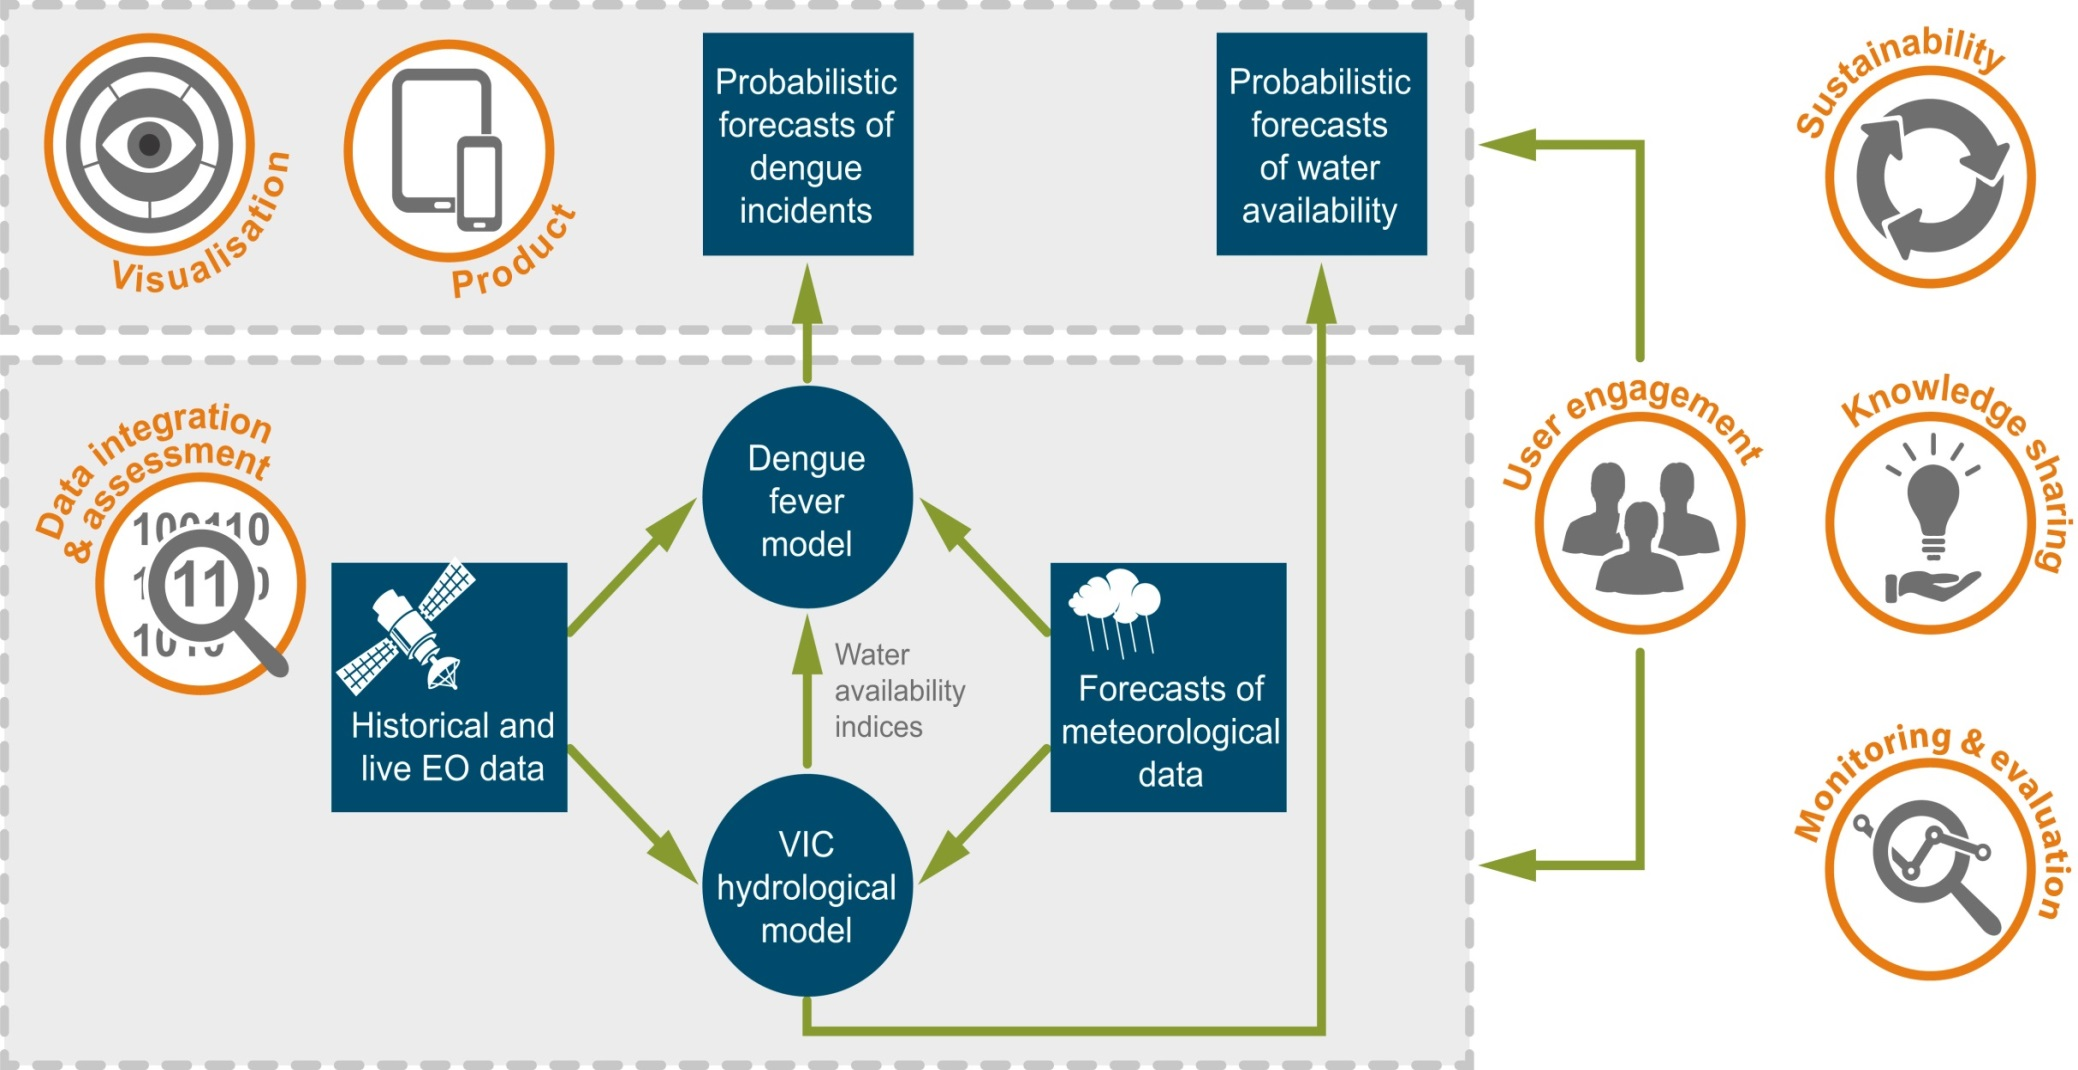 Visualisation
Product
Probabilistic
forecasts of
dengue
incidents
Probabilistic
forecasts
of water
availability
Sustainability
Data integration
& assessment
100110
11
Historical and
live EO data
Dengue
fever
model
Water
availability
indices
VIC
hydrological
model
Forecasts of
meteorological
data
User engagement
Knowledge sharing
Monitoring & evaluation